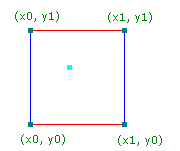 (x0, y1) (x1, y1)
(x0, y0) (x1, y0)